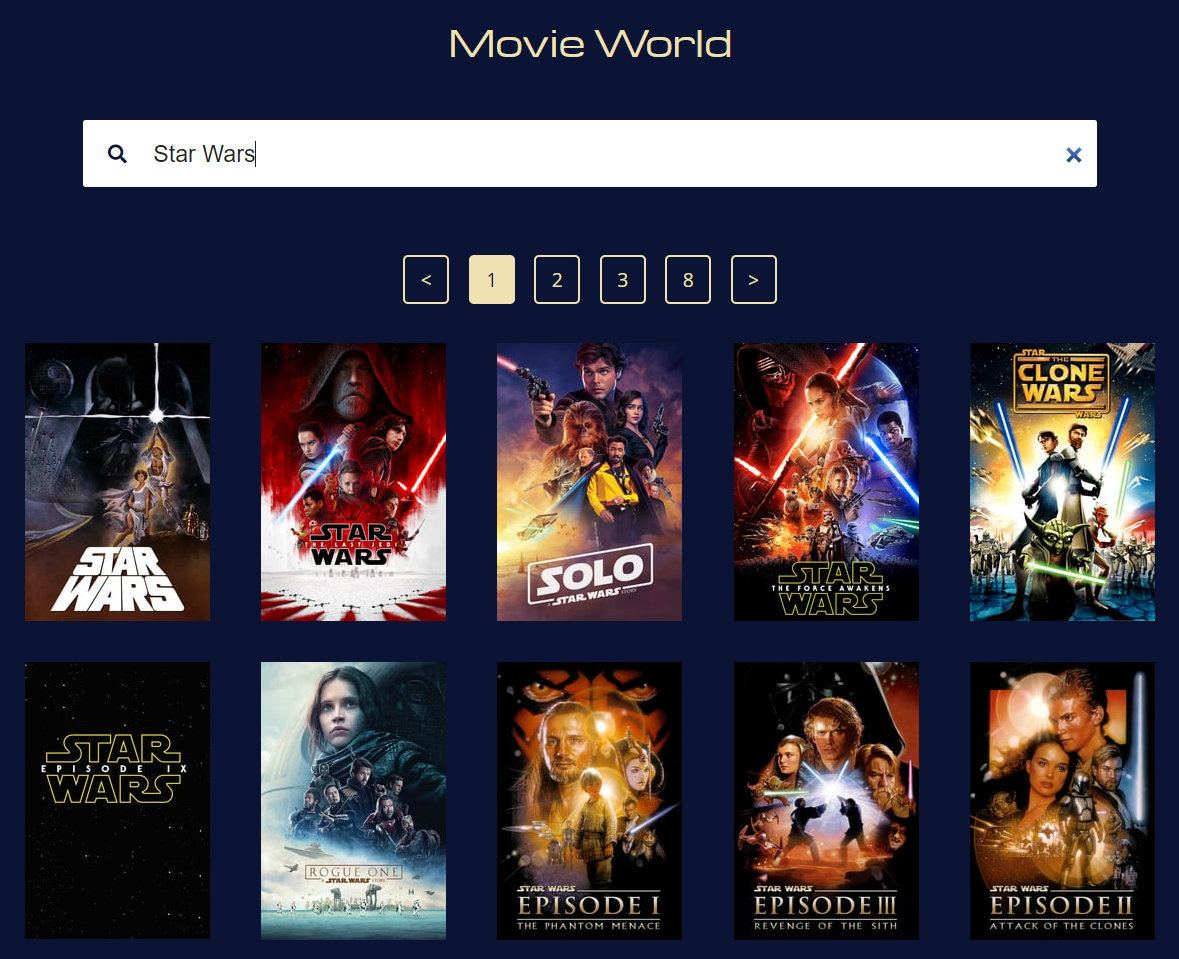 Movie World
Star Wars
<
1
2
3
8
>
STAR
WARS
STAR
THE LAST JEDI
WARS
SOLO
A STAR WARS STORY
STAR
THE FORCE AWAKENS
WARS
STAR
THE
CLONE
WARS
WARS
STAR
EPISODE IX
WARS
ROGUE ONE
A STAR WARS STORY
STAR WARS
EPISODE I
THE PHANTOM MENACE
STAR WARS
EPISODE III
REVENGE OF THE SITH
STAR WARS
EPISODE II
ATTACK OF THE CLONES